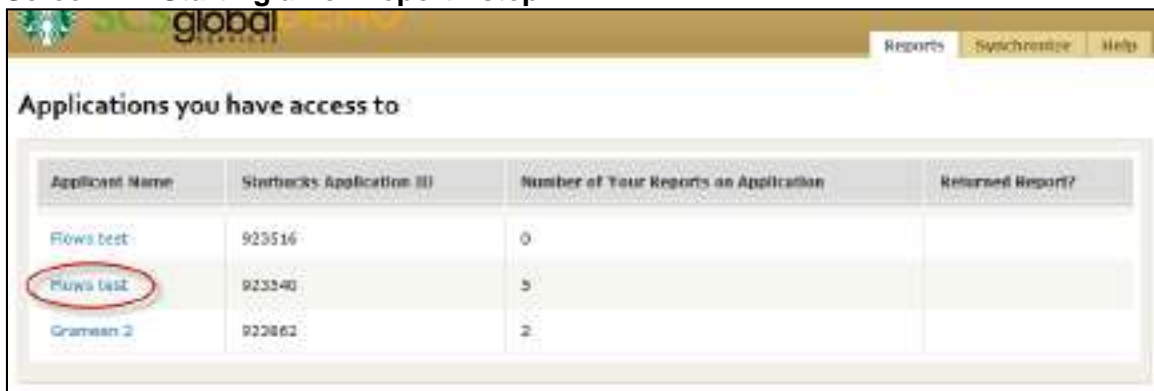 global
SERVICES
Reports Synchronize Help
Applications you have access to
Applicant Name Starbucks Application ID Number of Your Reports on Application Returned Report?
Flows test 923516 0
Flows test 923540
Grameen 2 923862 2